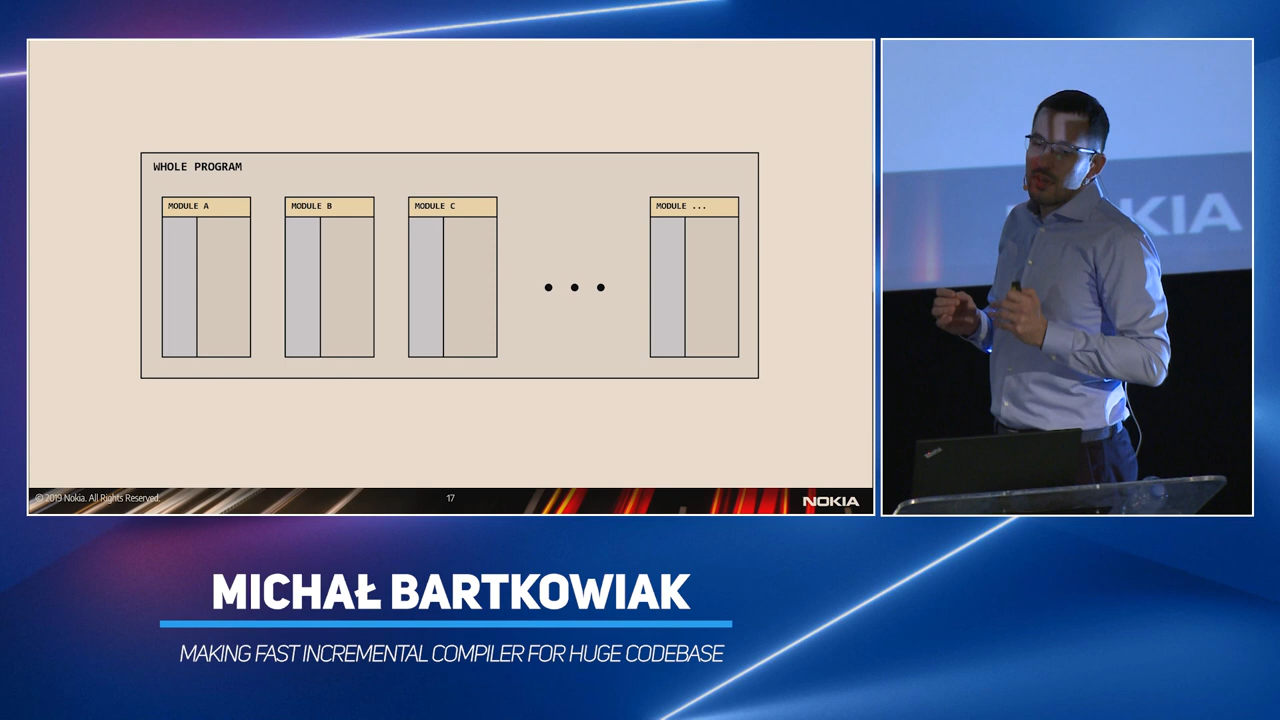 WHOLE PROGRAM
MODULE A
MODULE B
MODULE C
MODULE ...
© 2019 Nokia. All Rights Reserved.
17
NOKIA
KIA
MICHAŁ BARTKOWIAK
MAKING FAST INCREMENTAL COMPILER FOR HUGE CODEBASE